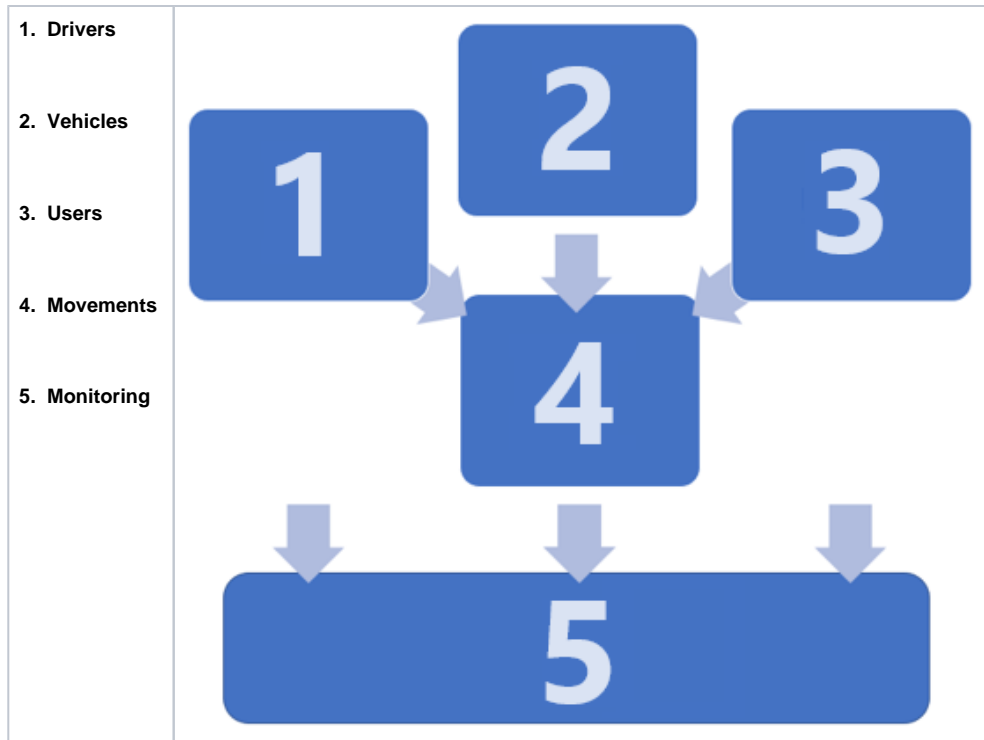 1. Drivers
2. Vehicles
3. Users
4. Movements
5. Monitoring
2
1
3
4
5